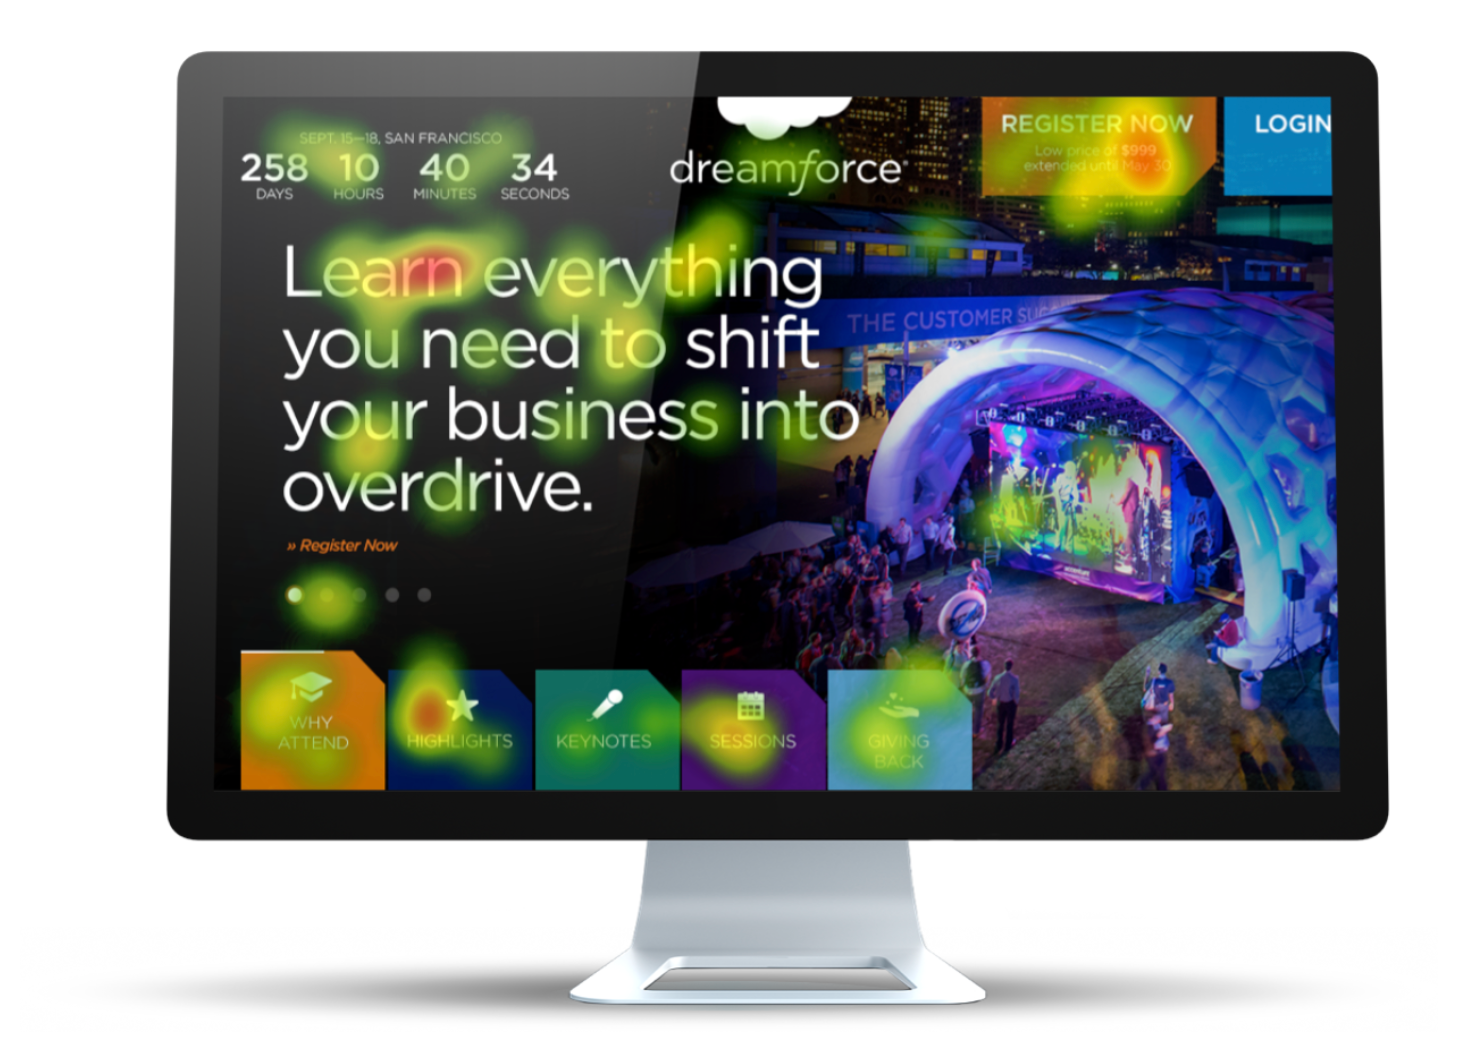 SEPT. 15—18, SAN FRANCISCO
258 10 40 34
DAYS HOURS MINUTES SECONDS
dreamforce
REGISTER NOW
Low price of $999
extended until May 30
LOGIN
Learn everything
you need to shift
your business into
overdrive.
» Register Now
THE CUSTOMER
WHY
ATTEND
HIGHLIGHTS
KEYNOTES
SESSIONS
GIVING
BACK